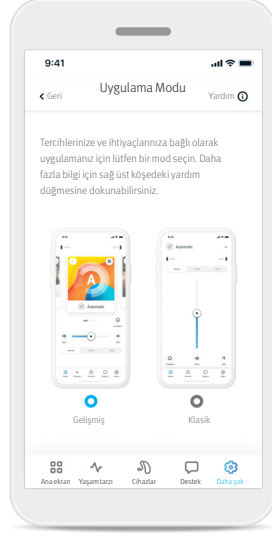 9:41
Geri
Uygulama Modu
Yardım
Tercihlerinize ve ihtiyaçlarınıza bağlı olarak
uygulamanız için lütfen bir mod seçin. Daha
fazla bilgi için sağ üst köşedeki yardım
düğmesine dokunabilirsiniz.
Automatic
A
Automatic
Gelişmiş
Klasik
Ana ekran
Yaşam tarzı
Cihazlar
Destek
Daha çok